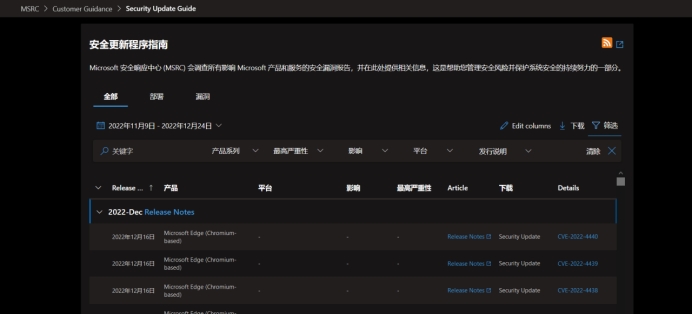 MSRC > Customer Guidance > Security Update Guide
安全更新程序指南
Microsoft 安全响应中心 (MSRC) 会调查所有影响 Microsoft 产品和服务的安全漏洞报告，并在此处提供相关信息，这是帮助您管理安全风险并保护系统安全的持续努力的一部分。
全部 部署 漏洞
2022年11月9日 - 2022年12月24日 Edit columns 下载 筛选
关键字 产品系列 最高严重性 影响 平台 发行说明 清除
Release ... ↑ 产品 平台 影响 最高严重性 Article 下载 Details
2022-Dec Release Notes
2022年12月16日 Microsoft Edge (Chromium-based) - - - Release Notes Security Update CVE-2022-4440
2022年12月16日 Microsoft Edge (Chromium-based) - - - Release Notes Security Update CVE-2022-4439
2022年12月16日 Microsoft Edge (Chromium-based) - - - Release Notes Security Update CVE-2022-4438
Microsoft Edge (Chromium-